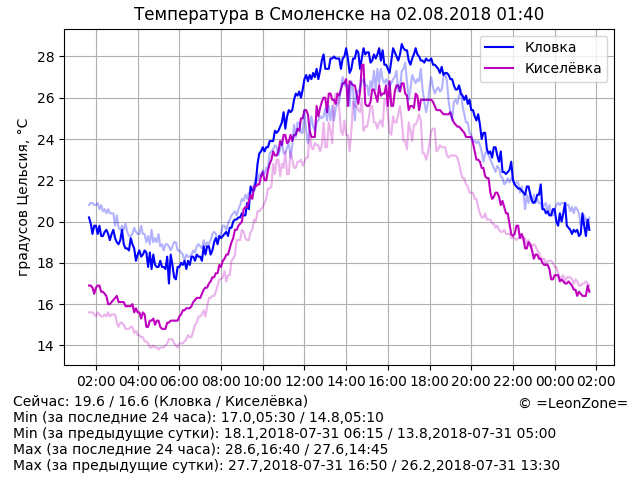 Температура в Смоленске на 02.08.2018 01:40
градусов Цельсия, °C
28
26
24
22
20
18
16
14
Кловка
Киселёвка
02:00 04:00 06:00 08:00 10:00 12:00 14:00 16:00 18:00 20:00 22:00 00:00 02:00
Сейчас: 19.6 / 16.6 (Кловка / Киселёвка)
© =LeonZone=
Min (за последние 24 часа): 17.0,05:30 / 14.8,05:10
Min (за предыдущие сутки): 18.1,2018-07-31 06:15 / 13.8,2018-07-31 05:00
Max (за последние 24 часа): 28.6,16:40 / 27.6,14:45
Max (за предыдущие сутки): 27.7,2018-07-31 16:50 / 26.2,2018-07-31 13:30